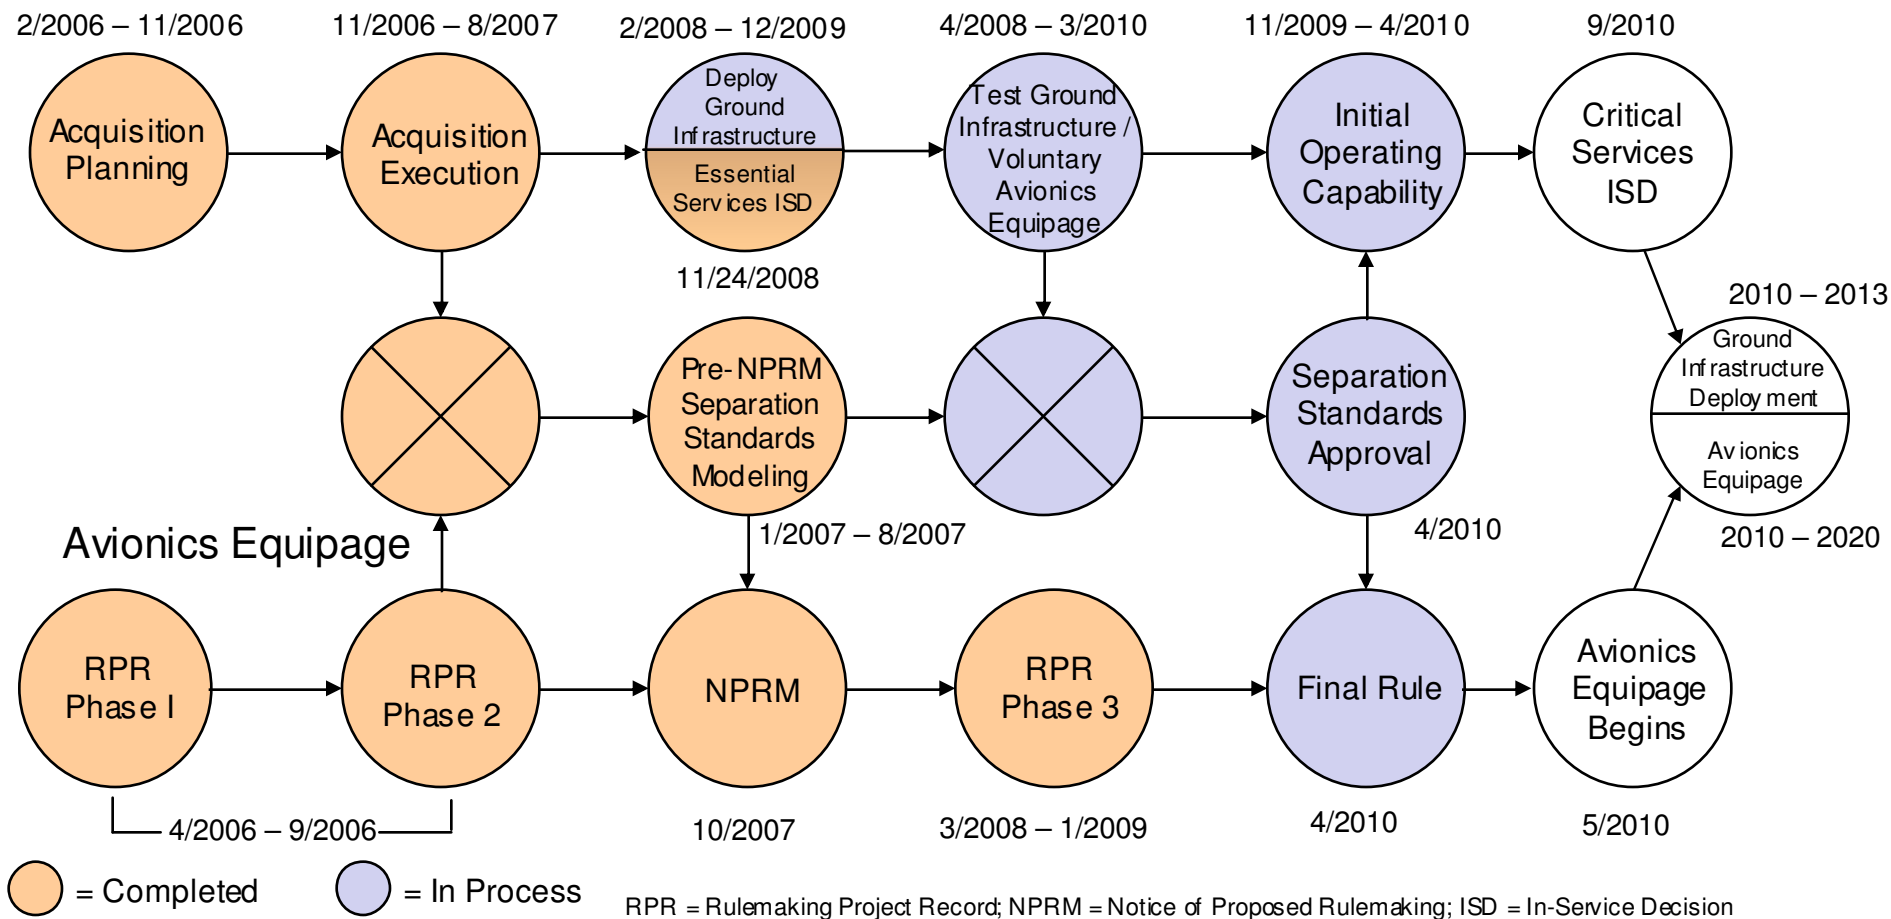 2/2006 – 11/2006
11/2006 – 8/2007
2/2008 – 12/2009
4/2008 – 3/2010
11/2009 – 4/2010
9/2010
Acquisition
Planning
Acquisition
Execution
Deploy
Ground
Infrastructure
Essential
Services ISD
Test Ground
Infrastructure /
Voluntary
Avionics
Equipage
Initial
Operating
Capability
Critical
Services
ISD
11/24/2008
2010 – 2013
Pre-NPRM
Separation
Standards
Modeling
Separation
Standards
Approval
Ground
Infrastructure
Deployment
Avionics
Equipage
1/2007 – 8/2007
4/2010
2010 – 2020
Avionics Equipage
RPR
Phase I
RPR
Phase 2
NPRM
RPR
Phase 3
Final Rule
Avionics
Equipage
Begins
4/2006 – 9/2006
10/2007
3/2008 – 1/2009
4/2010
5/2010
= Completed
= In Process
RPR = Rulemaking Project Record; NPRM = Notice of Proposed Rulemaking; ISD = In-Service Decision